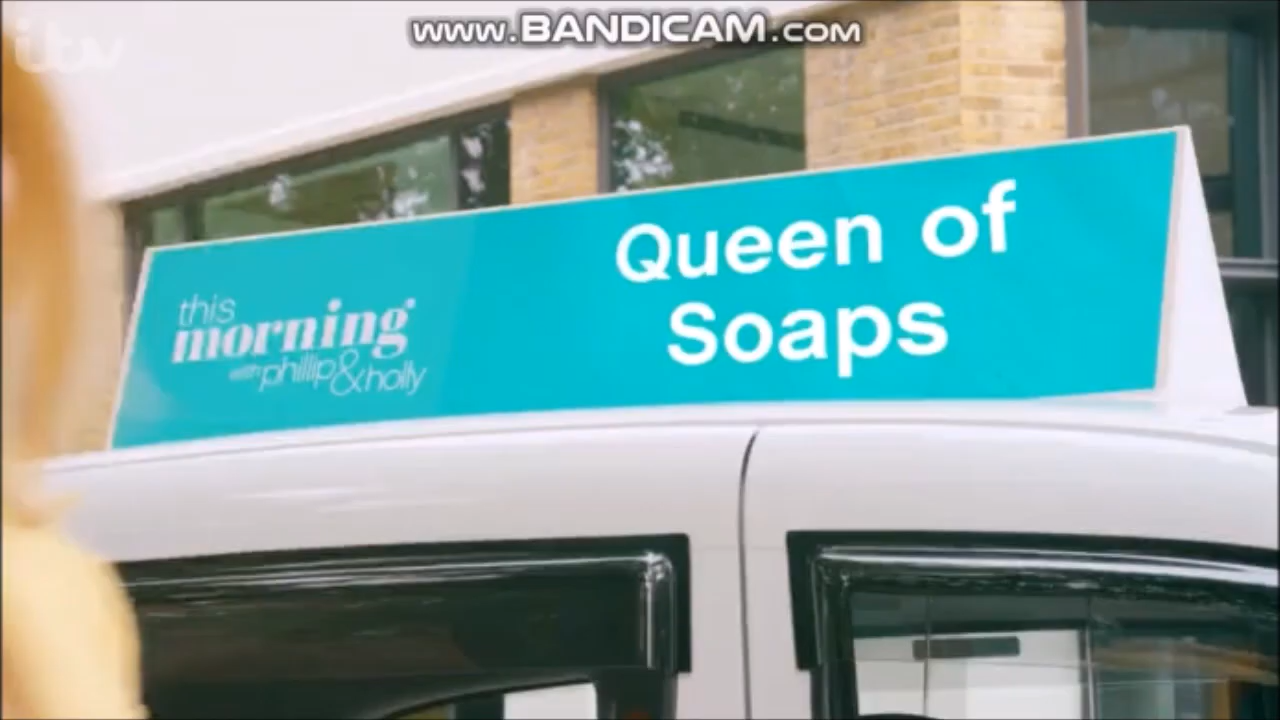 www.BANDICAM.com
itv
Queen of
Soaps
this
morning
with phillip & holly